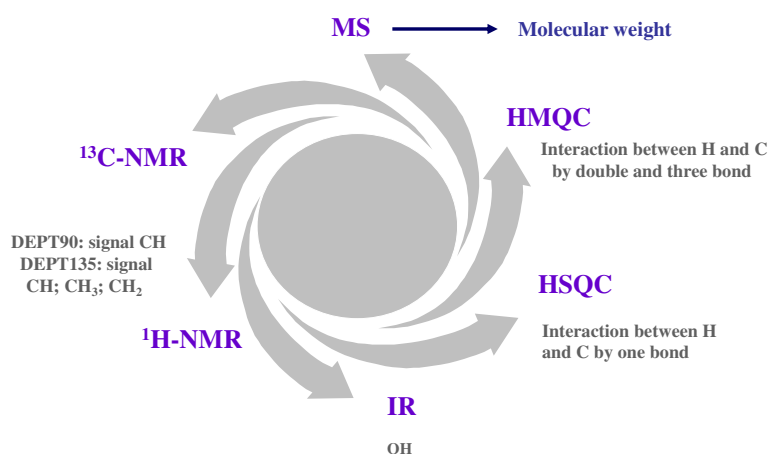 MS
Molecular weight
HMQC
Interaction between H and C
by double and three bond
¹³C-NMR
DEPT90: signal CH
DEPT135: signal
CH; CH₃; CH₂
HSQC
Interaction between H
and C by one bond
¹H-NMR
IR
OH